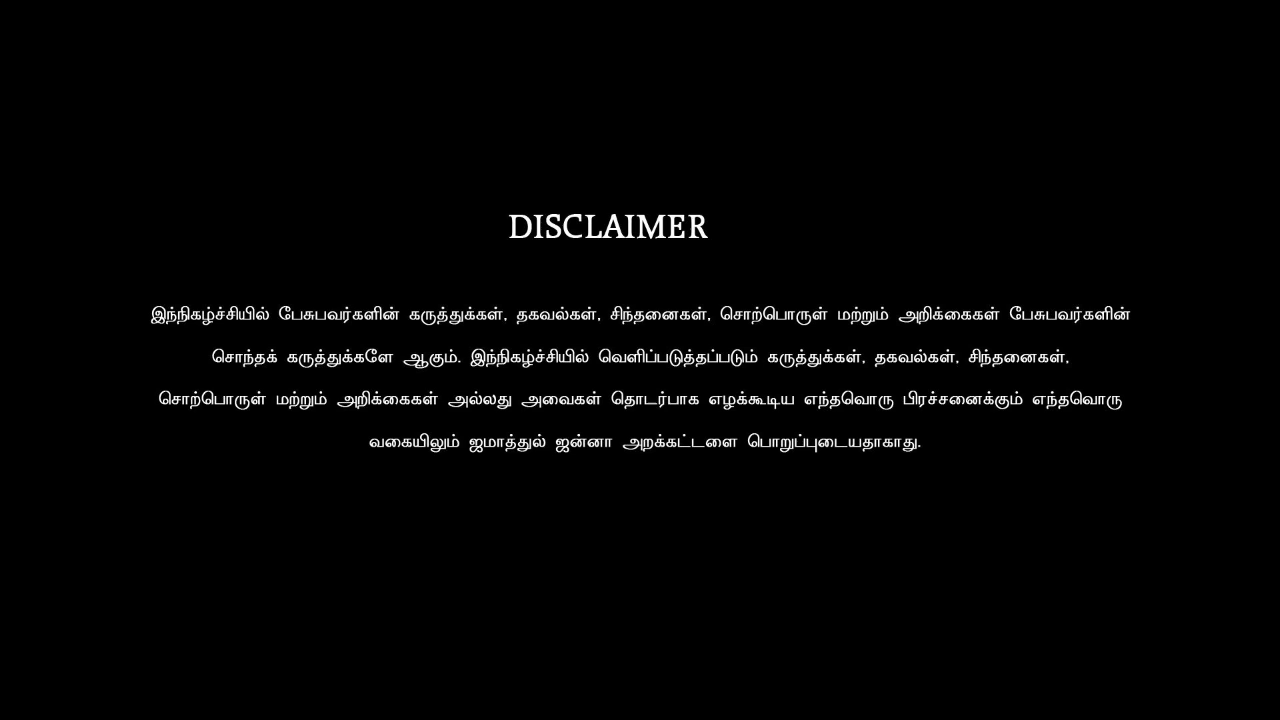 DISCLAIMER
இந்நிகழ்ச்சியில் பேசுபவர்களின் கருத்துக்கள், தகவல்கள், சிந்தனைகள், சொற்பொருள் மற்றும் அறிக்கைகள் பேசுபவர்களின்
சொந்தக் கருத்துக்களே ஆகும். இந்நிகழ்ச்சியில் வெளிப்படுத்தப்படும் கருத்துக்கள், தகவல்கள், சிந்தனைகள்,
சொற்பொருள் மற்றும் அறிக்கைகள் அல்லது அவைகள் தொடர்பாக எழக்கூடிய எந்தவொரு பிரச்சனைக்கும் எந்தவொரு
வகையிலும் ஜமாத்துல் ஜன்னா அறக்கட்டளை பொறுப்புடையதாகாது.